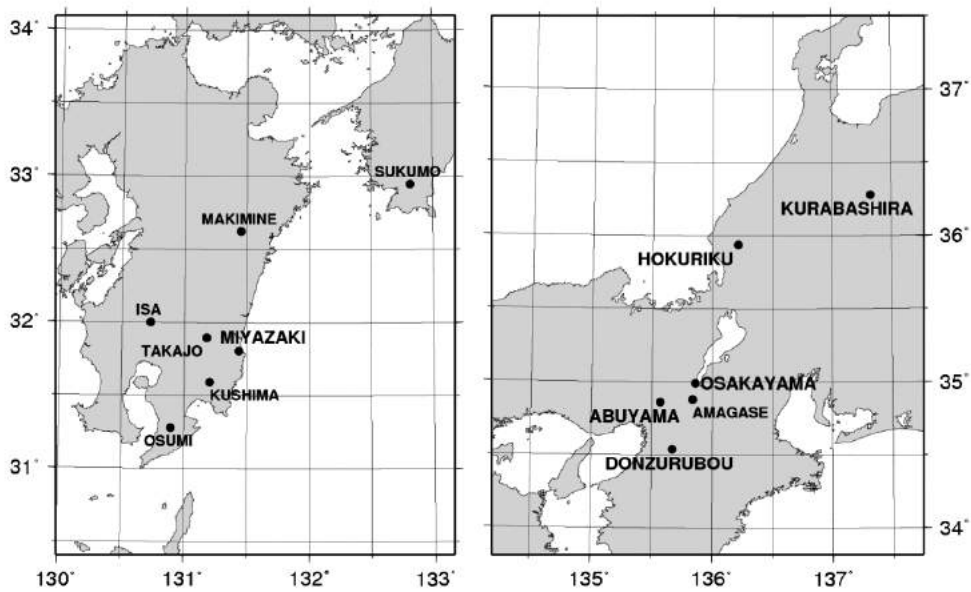 34°
33°
32°
31°
130°
131°
132°
133°
SUKUMO
MAKIMINE
ISA
TAKAJO
MIYAZAKI
KUSHIMA
OSUMI
37°
36°
35°
34°
135°
136°
137°
KURABASHIRA
HOKURIKU
OSAKAYAMA
ABUYAMA
AMAGASE
DONZURUBOU